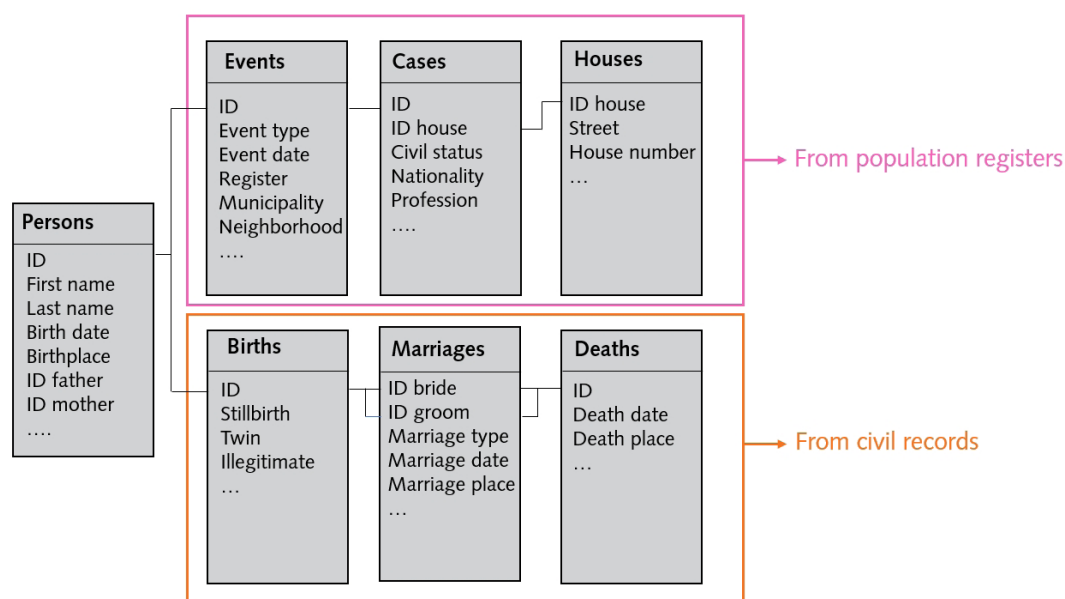 Persons
ID
First name
Last name
Birth date
Birthplace
ID father
ID mother
....
Events
ID
Event type
Event date
Register
Municipality
Neighborhood
....
Cases
ID
ID house
Civil status
Nationality
Profession
....
Houses
ID house
Street
House number
...
From population registers
Births
ID
Stillbirth
Twin
Illegitimate
...
Marriages
ID bride
ID groom
Marriage type
Marriage date
Marriage place
...
Deaths
ID
Death date
Death place
...
From civil records